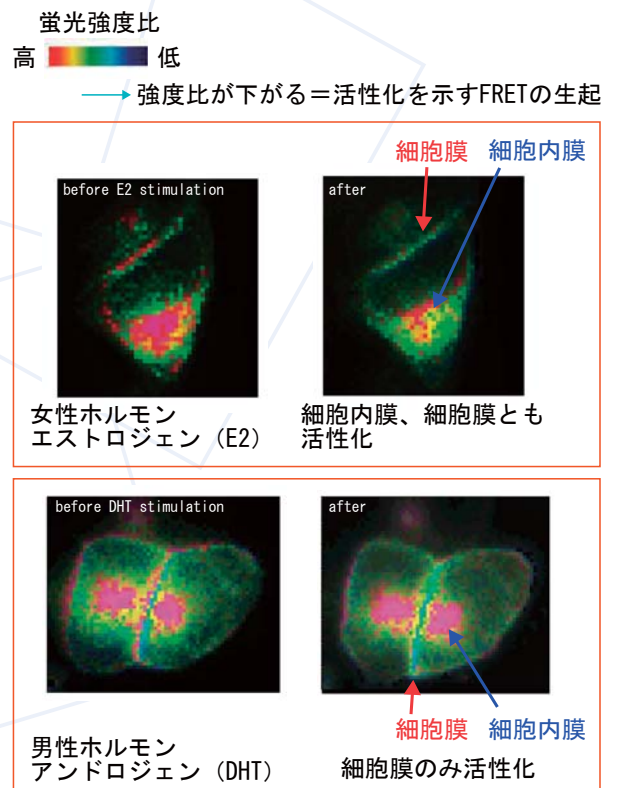 蛍光強度比
高 低
強度比が下がる＝活性化を示すFRETの生起
細胞膜 細胞内膜
before E2 stimulation
after
女性ホルモン
エストロジェン（E2）
細胞内膜、細胞膜とも
活性化
before DHT stimulation
after
細胞膜 細胞内膜
男性ホルモン
アンドロジェン（DHT）
細胞膜のみ活性化